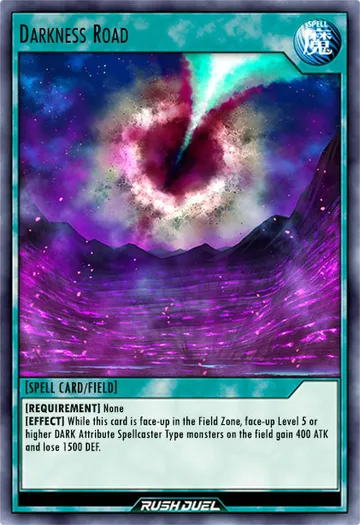 DARKNESS ROAD
SPELL
魔
[SPELL CARD/FIELD]
[REQUIREMENT] None
[EFFECT] While this card is face-up in the Field Zone, face-up Level 5 or
higher DARK Attribute Spellcaster Type monsters on the field gain 400 ATK
and lose 1500 DEF.
RUSH DUEL